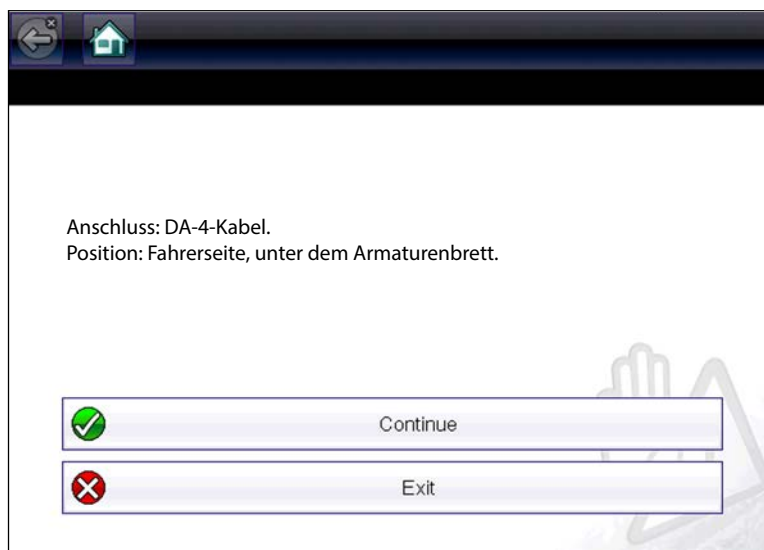 Anschluss: DA-4-Kabel.
Position: Fahrerseite, unter dem Armaturenbrett.
Continue
Exit